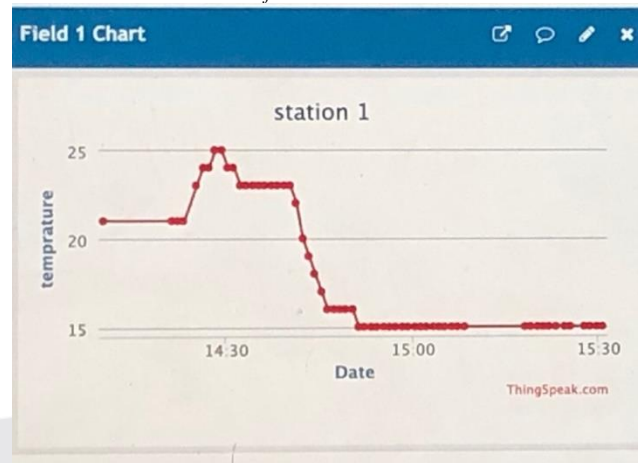 Field 1 Chart
station 1
temprature
25
20
15
14:30
15:00
15:30
Date
ThingSpeak.com